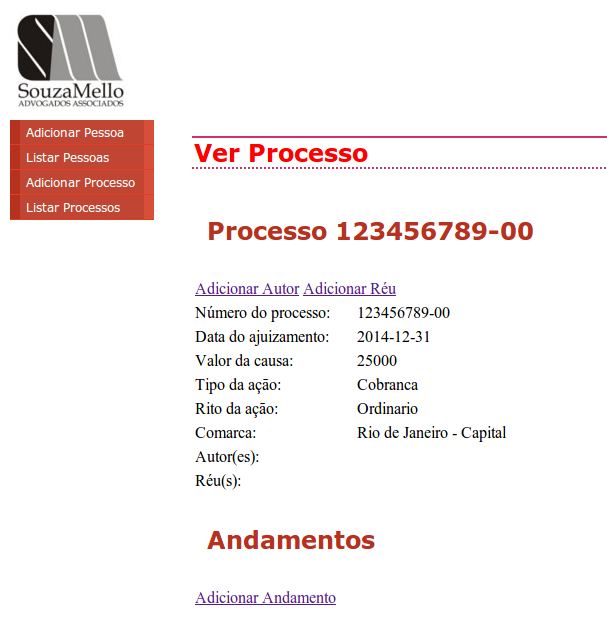 SouzaMello
ADVOGADOS ASSOCIADOS
Adicionar Pessoa
Listar Pessoas
Adicionar Processo
Listar Processos
Ver Processo
Processo 123456789-00
Adicionar Autor Adicionar Réu
Número do processo: 123456789-00
Data do ajuizamento: 2014-12-31
Valor da causa: 25000
Tipo da ação: Cobranca
Rito da ação: Ordinario
Comarca: Rio de Janeiro - Capital
Autor(es):
Réu(s):
Andamentos
Adicionar Andamento